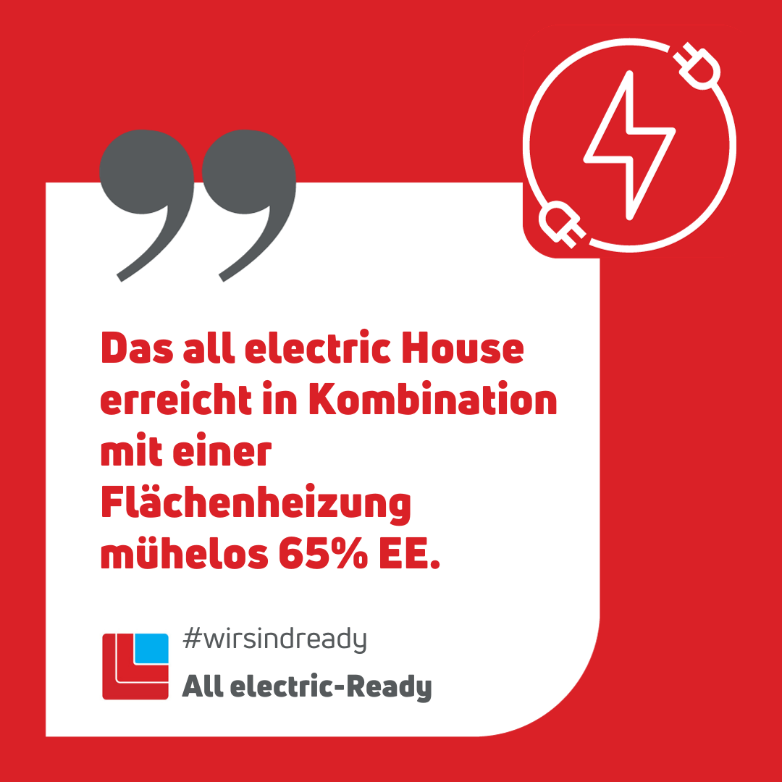 Das all electric House
erreicht in Kombination
mit einer
Flächenheizung
mühelos 65% EE.
#wirsindready
All electric-Ready